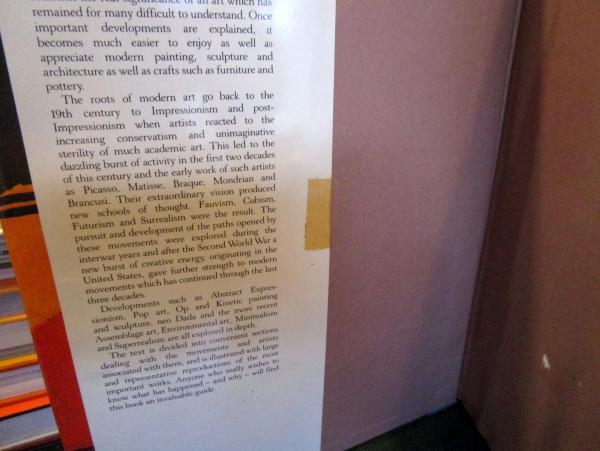 the real significance of an art which has
remained for many difficult to understand. Once
important developments are explained, it
becomes much easier to enjoy as well as
appreciate modern painting, sculpture and
architecture as well as crafts such as furniture and
pottery.
The roots of modern art go back to the
19th century to Impressionism and post-
Impressionism when artists reacted to the
increasing conservatism and unimaginative
sterility of much academic art. This led to the
dazzling burst of activity in the first two decades
of this century and the early work of such artists
as Picasso, Matisse, Braque, Mondrian and
Brancusi. Their extraordinary vision produced
new schools of thought. Fauvism, Cubism,
Futurism and Surrealism were the result. The
pursuit and development of the paths opened by
these movements were explored during the
interwar years and after the Second World War a
new burst of creative energy, originating in the
United States, gave further strength to modern
movements which has continued through the last
three decades.
Developments such as Abstract Expres-
sionism, Pop art, Op and Kinetic painting
and sculpture, neo Dada and the more recent
Assemblage art, Environmental art, Minimalism
and Superrealism are all explored in depth.
The text is divided into convenient sections
dealing with the movements and artists
associated with them, and is illustrated with large
and representative reproductions of the most
important works. Anyone who really wishes to
know what has happened – and why – will find
this book an invaluable guide.